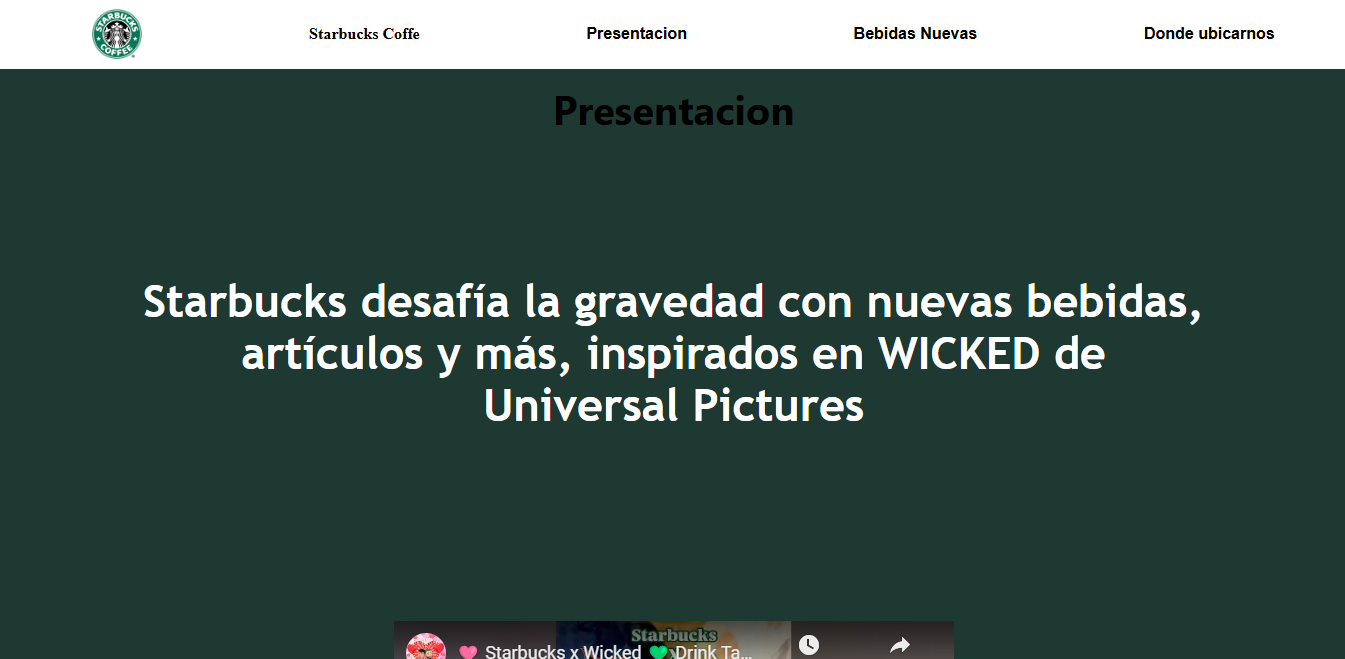 STARBUCKS
COFFEE
Starbucks Coffe
Presentacion
Bebidas Nuevas
Donde ubicarnos
Presentacion
Starbucks desafía la gravedad con nuevas bebidas,
artículos y más, inspirados en WICKED de
Universal Pictures
Starbucks
Starbucks x Wicked 💚 Drink Ta...